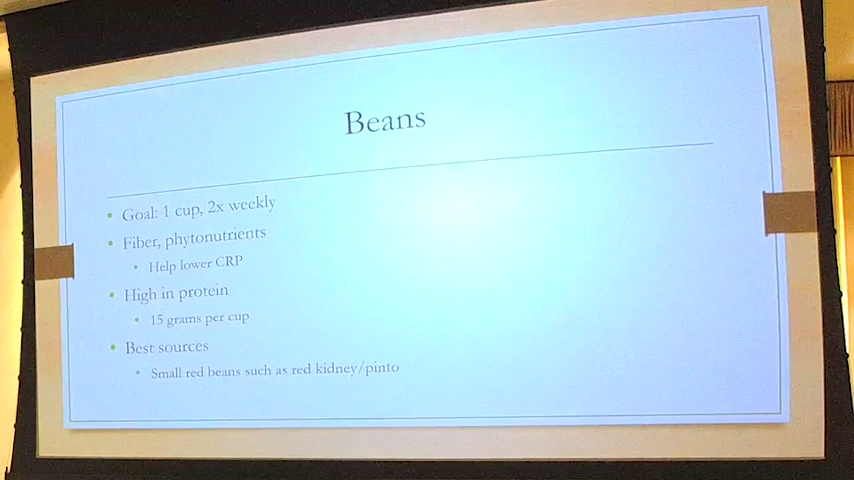 Beans
Goal: 1 cup, 2x weekly
Fiber, phytonutrients
Help lower CRP
High in protein
15 grams per cup
Best sources
Small red beans such as red kidney/pinto